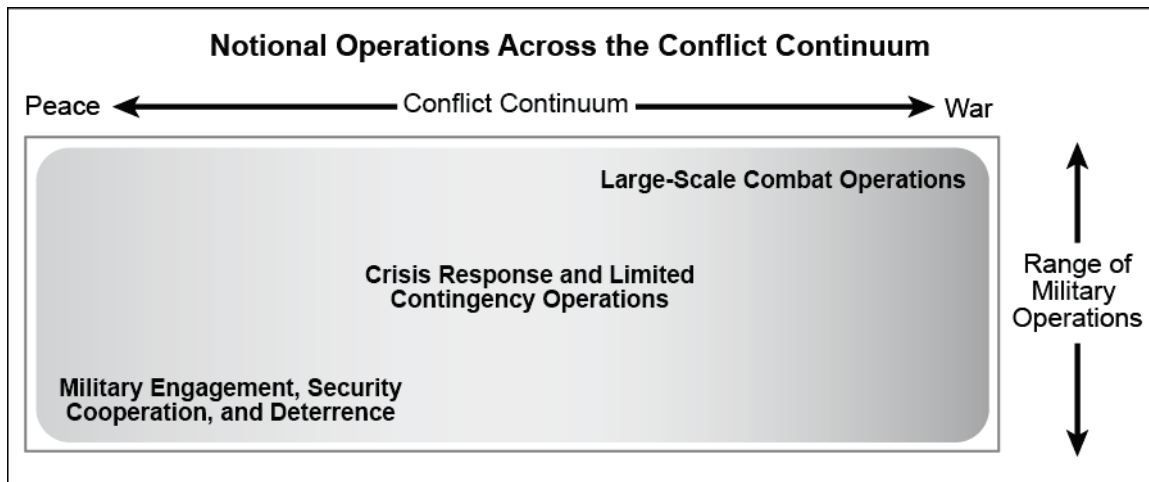 Notional Operations Across the Conflict Continuum
Peace
Conflict Continuum
War
Large-Scale Combat Operations
Crisis Response and Limited
Contingency Operations
Military Engagement, Security
Cooperation, and Deterrence
Range of
Military
Operations